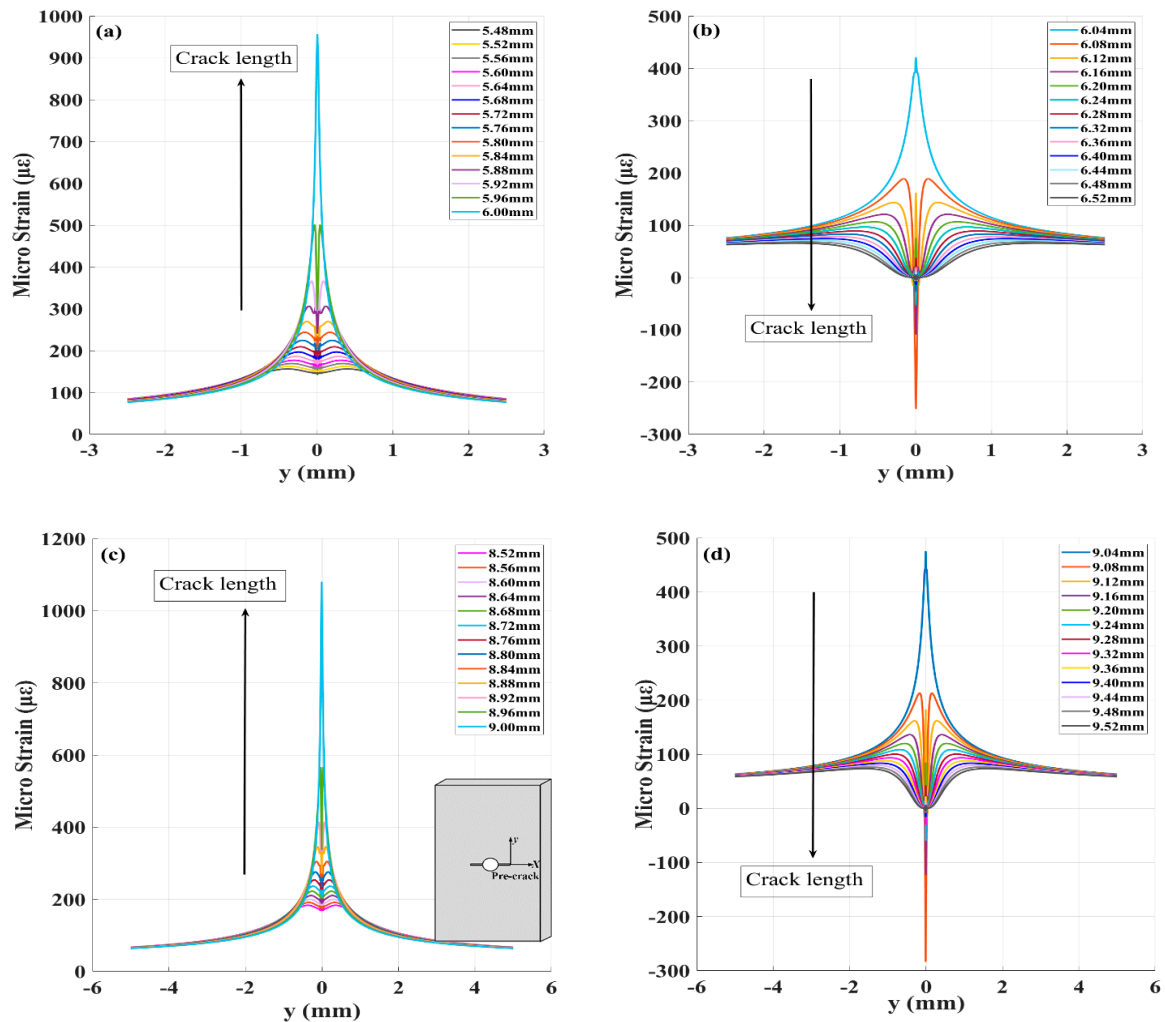 (a)
Crack length
5.48mm
5.52mm
5.56mm
5.60mm
5.64mm
5.68mm
5.72mm
5.76mm
5.80mm
5.84mm
5.88mm
5.92mm
5.96mm
6.00mm
1000
900
800
700
600
500
400
300
200
100
0
-3 -2 -1 0 1 2 3
Micro Strain (με)
y (mm)
(b)
Crack length
6.04mm
6.08mm
6.12mm
6.16mm
6.20mm
6.24mm
6.28mm
6.32mm
6.36mm
6.40mm
6.44mm
6.48mm
6.52mm
500
400
300
200
100
0
-100
-200
-300
-3 -2 -1 0 1 2 3
Micro Strain (με)
y (mm)
(c)
Crack length
8.52mm
8.56mm
8.60mm
8.64mm
8.68mm
8.72mm
8.76mm
8.80mm
8.84mm
8.88mm
8.92mm
8.96mm
9.00mm
y
X
Pre-crack
1200
1000
800
600
400
200
0
-6 -4 -2 0 2 4 6
Micro Strain (με)
y (mm)
(d)
Crack length
9.04mm
9.08mm
9.12mm
9.16mm
9.20mm
9.24mm
9.28mm
9.32mm
9.36mm
9.40mm
9.44mm
9.48mm
9.52mm
500
400
300
200
100
0
-100
-200
-300
-6 -4 -2 0 2 4 6
Micro Strain (με)
y (mm)